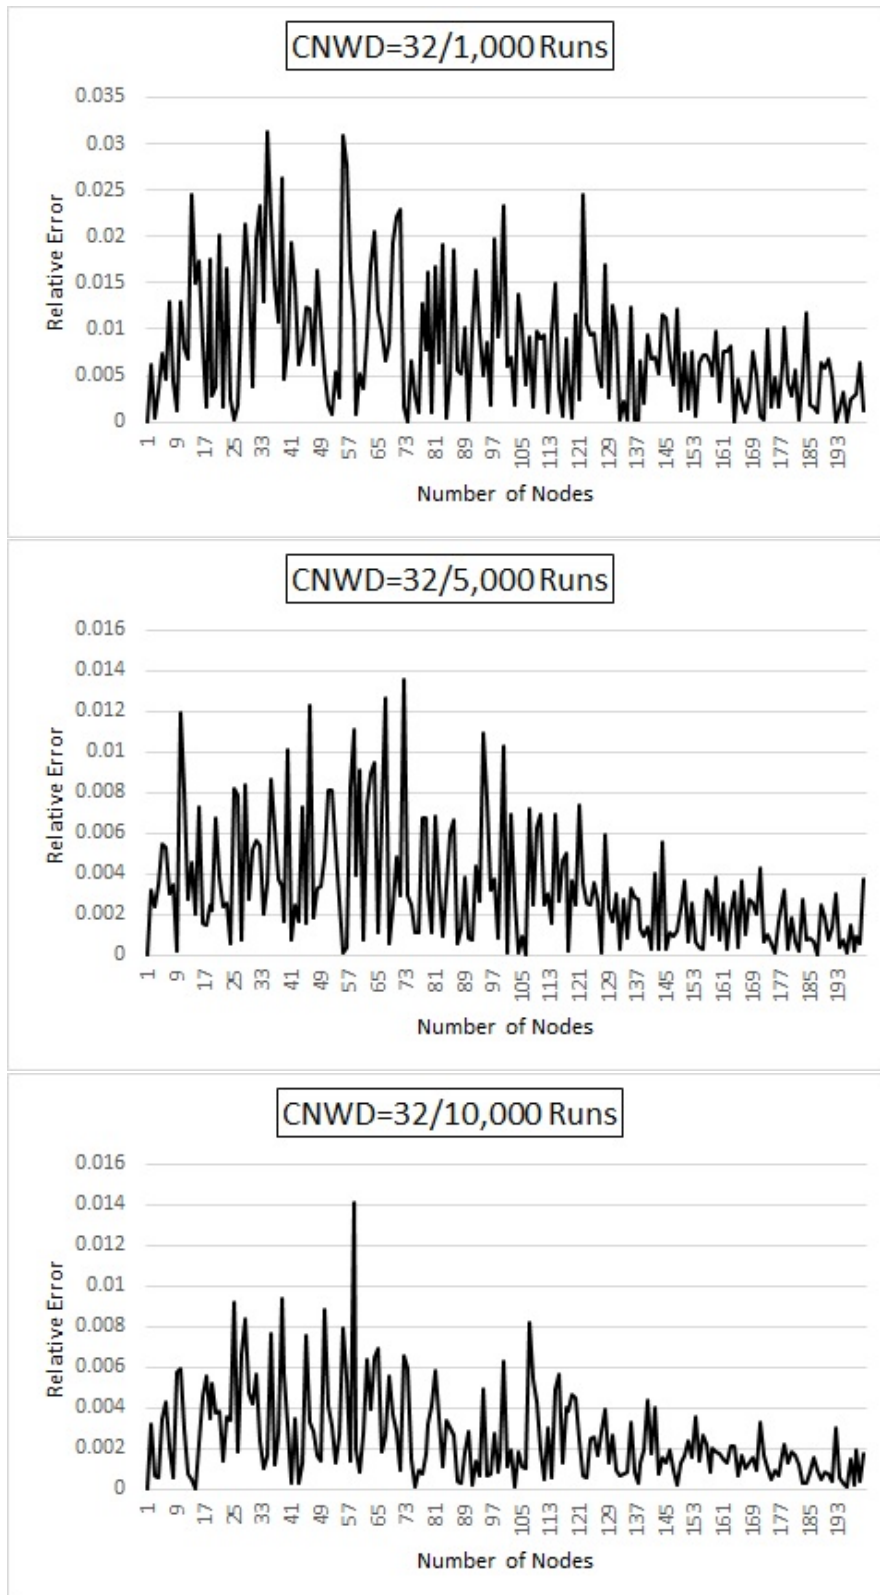 CNWD=32/1,000 Runs
0.035
0.03
0.025
0.02
0.015
0.01
0.005
0
Relative Error
1 9 17 25 33 41 49 57 65 73 81 89 97 105 113 121 129 137 145 153 161 169 177 185 193
Number of Nodes
CNWD=32/5,000 Runs
0.016
0.014
0.012
0.01
0.008
0.006
0.004
0.002
0
Relative Error
1 9 17 25 33 41 49 57 65 73 81 89 97 105 113 121 129 137 145 153 161 169 177 185 193
Number of Nodes
CNWD=32/10,000 Runs
0.016
0.014
0.012
0.01
0.008
0.006
0.004
0.002
0
Relative Error
1 9 17 25 33 41 49 57 65 73 81 89 97 105 113 121 129 137 145 153 161 169 177 185 193
Number of Nodes